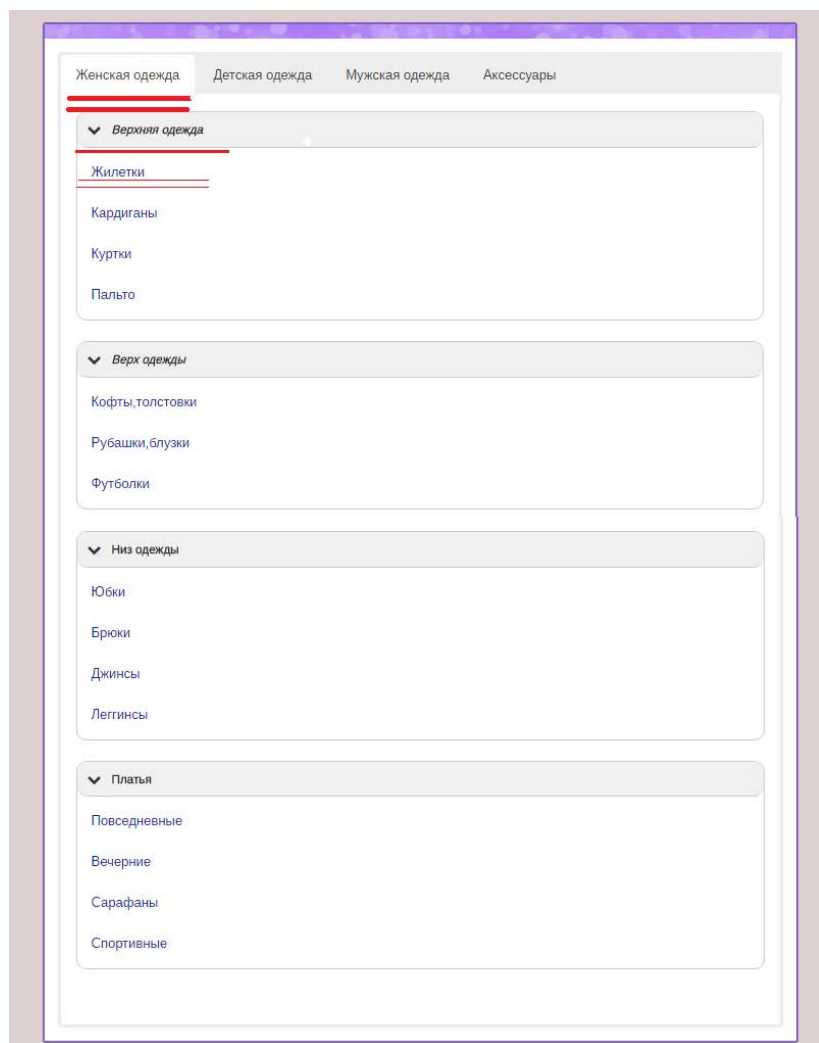 Женская одежда Детская одежда Мужская одежда Аксессуары
Верхняя одежда
Жилетки
Кардиганы
Куртки
Пальто
Верх одежды
Кофты,толстовки
Рубашки,блузки
Футболки
Низ одежды
Юбки
Брюки
Джинсы
Леггинсы
Платья
Повседневные
Вечерние
Сарафаны
Спортивные